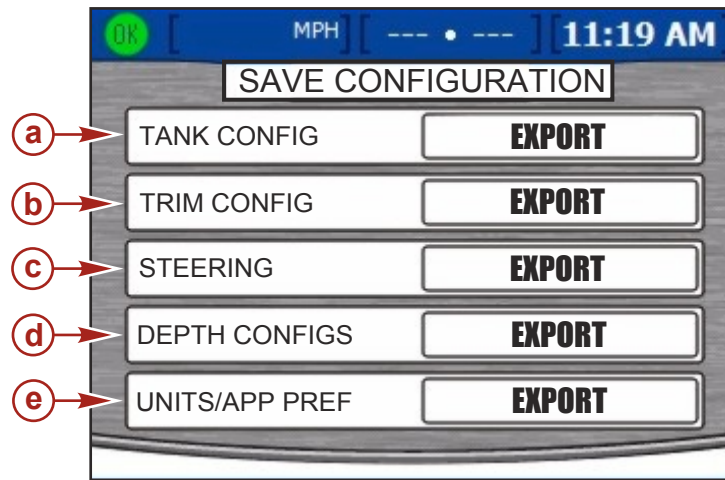 OK [ MPH ] [ --- • --- ] [ 11:19 AM ]
SAVE CONFIGURATION
a TANK CONFIG EXPORT
b TRIM CONFIG EXPORT
c STEERING EXPORT
d DEPTH CONFIGS EXPORT
e UNITS/APP PREF EXPORT